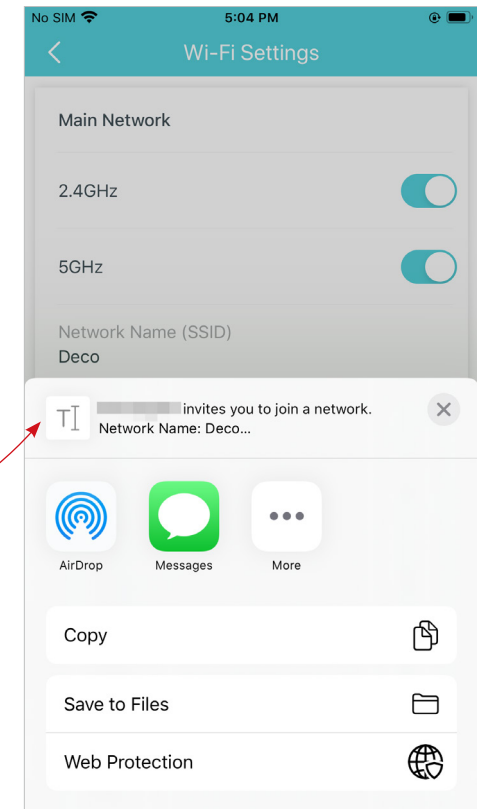 No SIM 5:04 PM
Wi-Fi Settings
Main Network
2.4GHz
5GHz
Network Name (SSID)
Deco
T invites you to join a network.
Network Name: Deco...
AirDrop Messages More
Copy
Save to Files
Web Protection